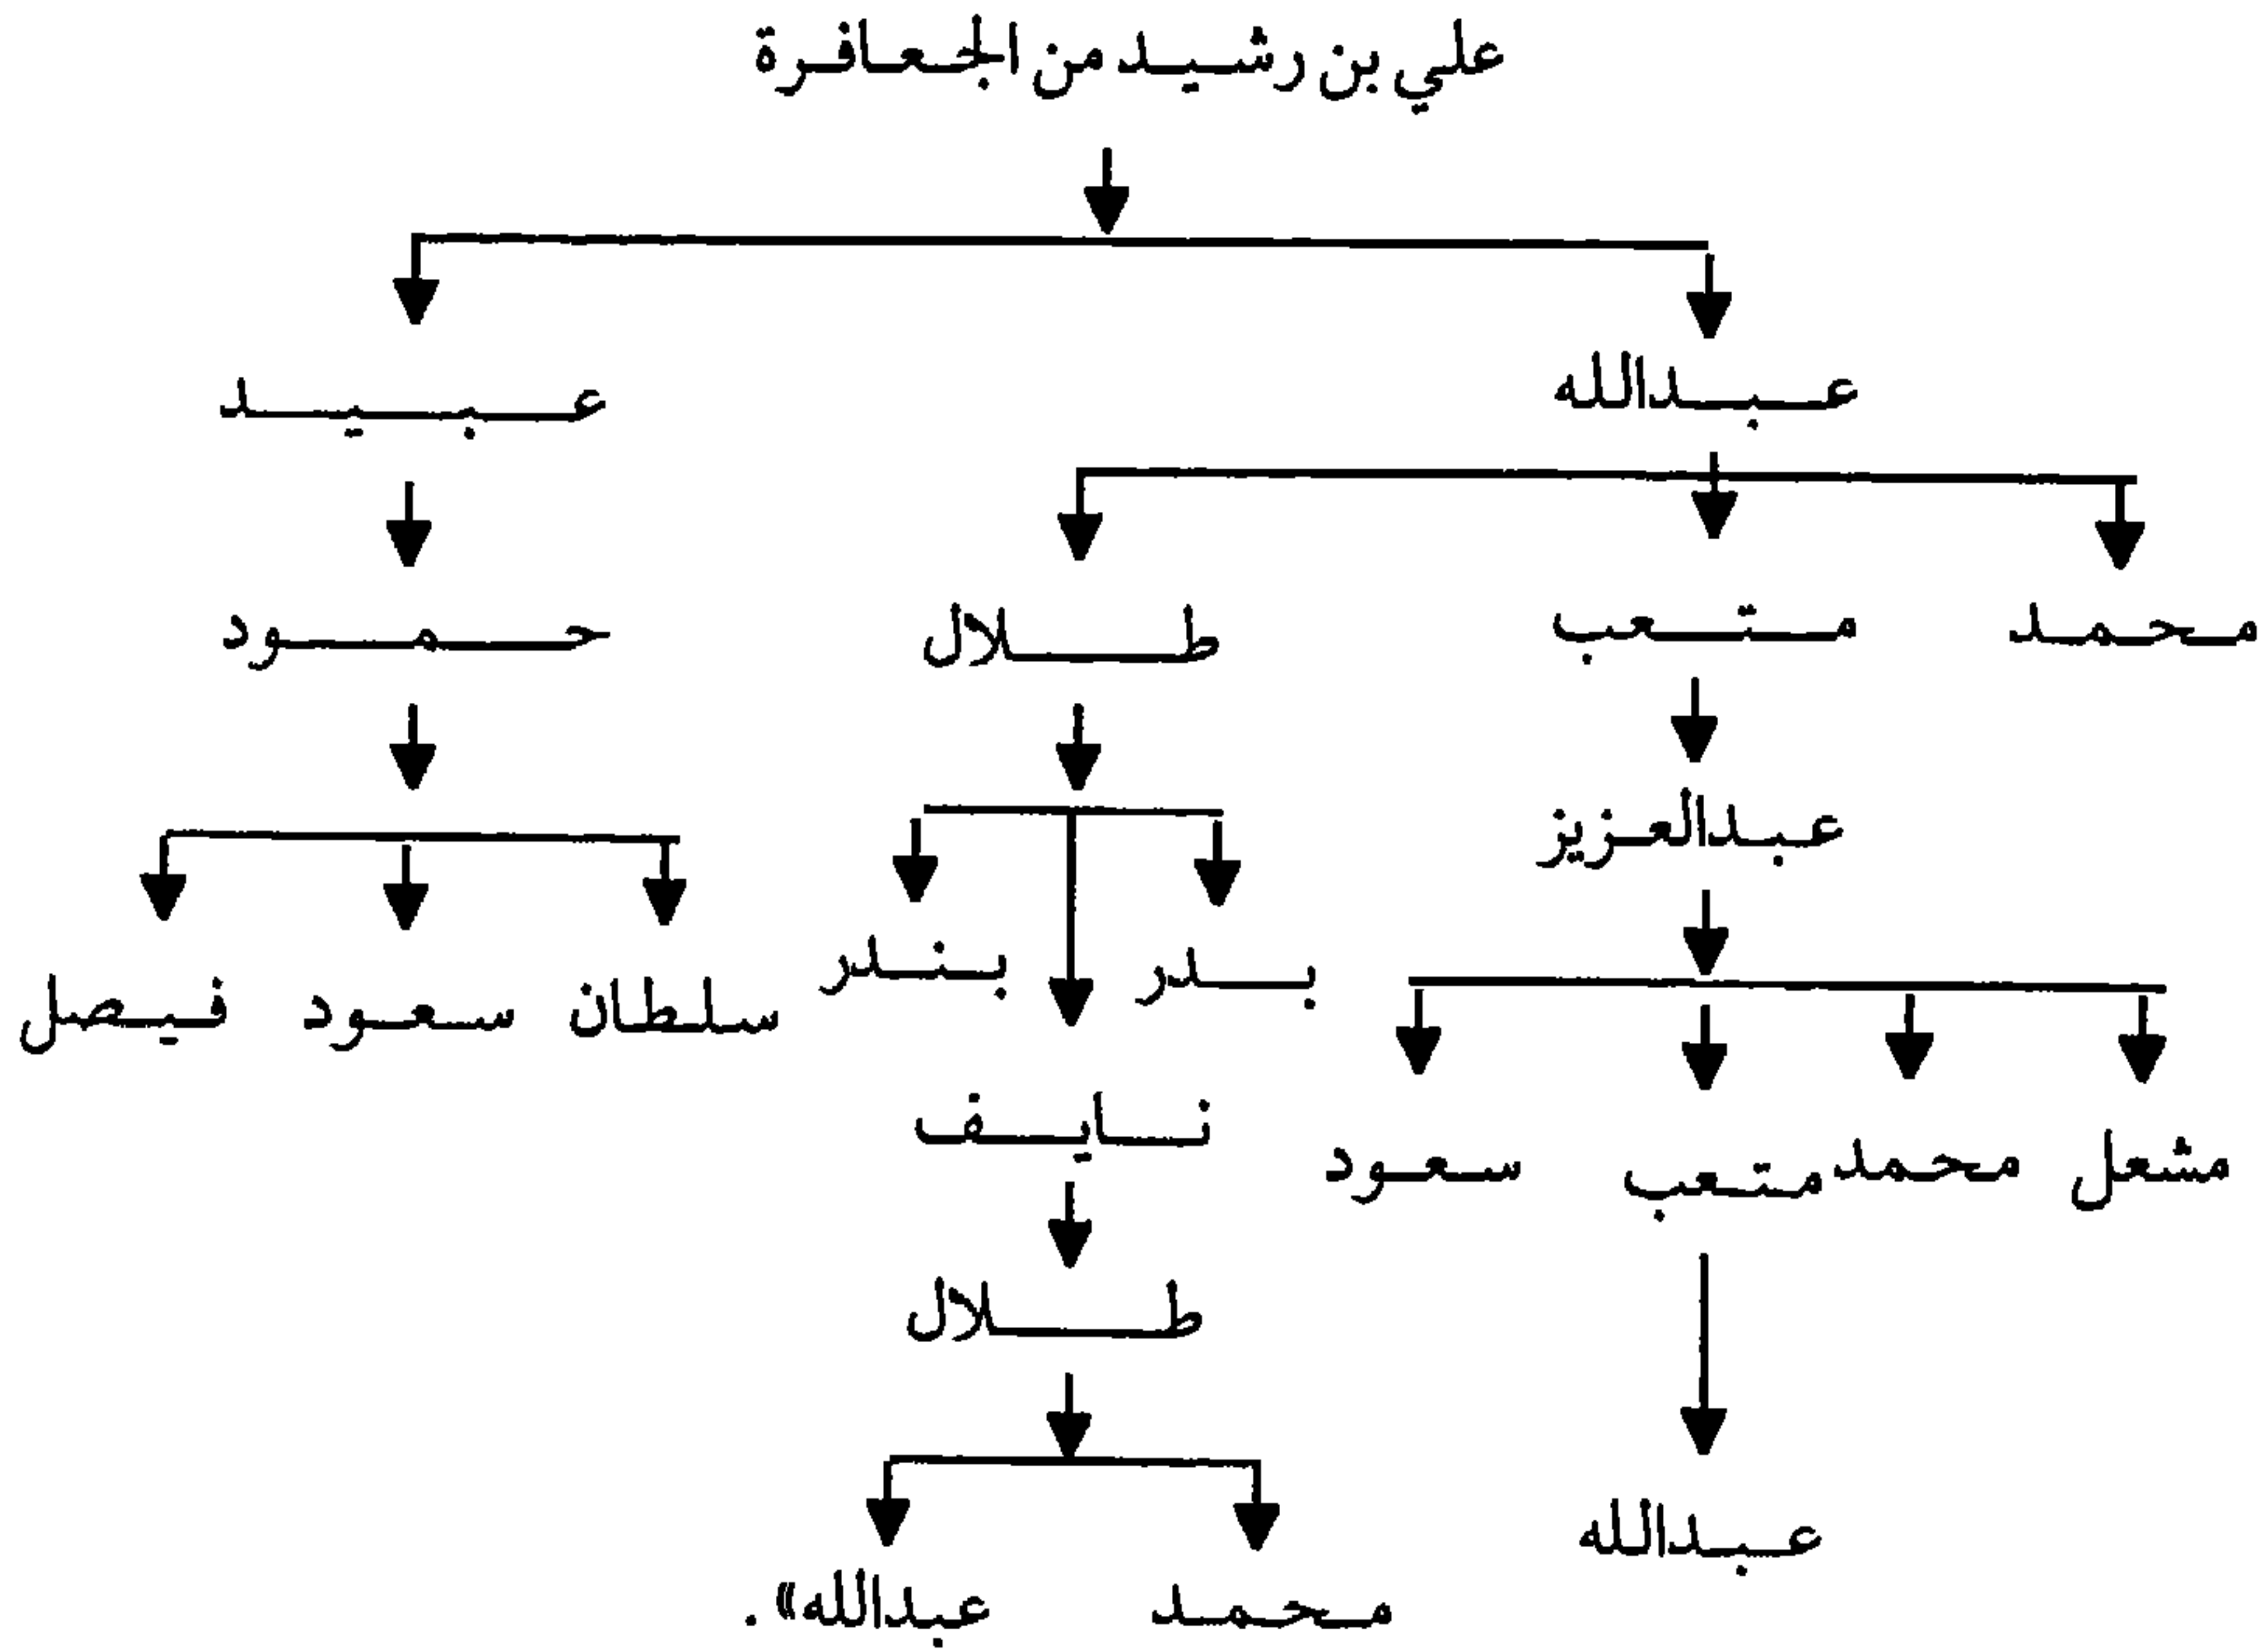 علي بن رشيد من الجعافرة
عبدالله
عبيد
محمد
متعب
طلال
حمود
عبدالعزيز
بدر
بندر
سلطان
سعود
فيصل
نايف
مشعل
محمد
متعب
سعود
طلال
عبدالله
محمد
عبدالله» .